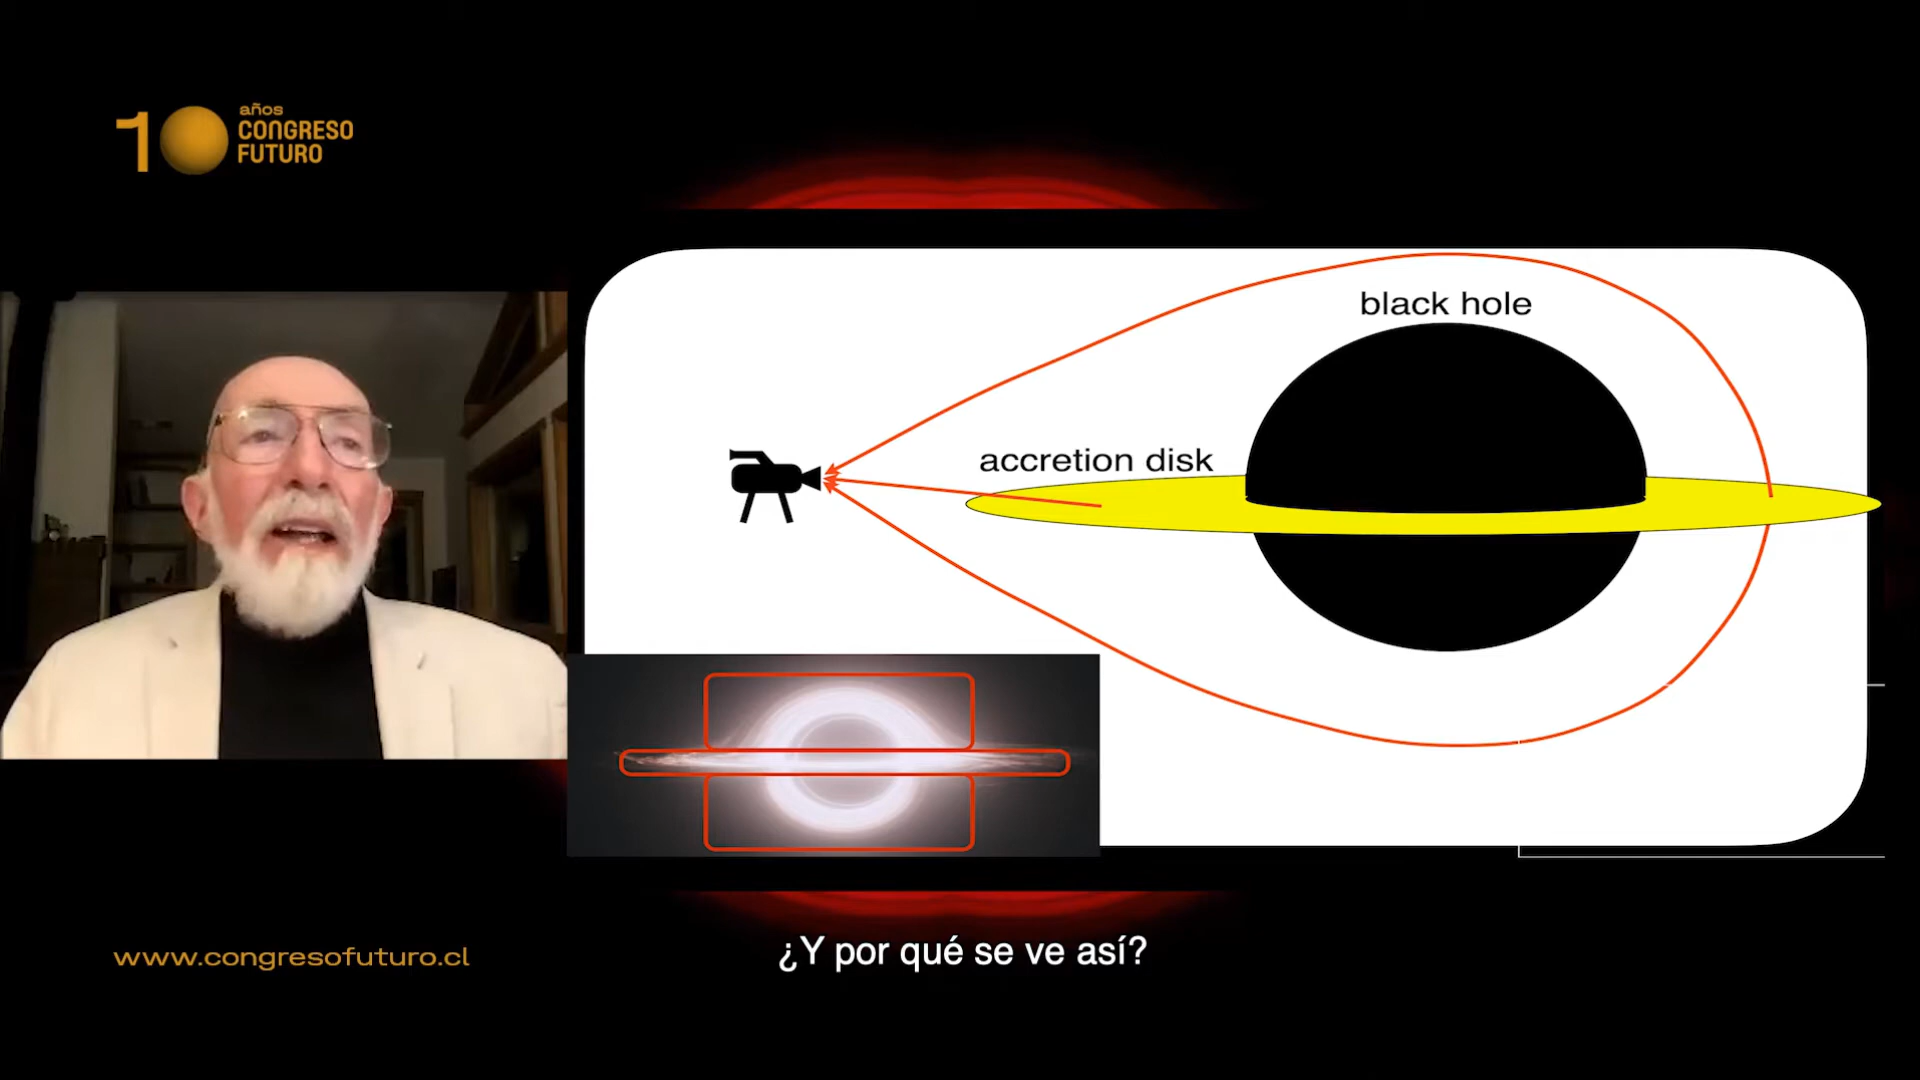 10 años
CONGRESO
FUTURO
black hole
accretion disk
www.congresofuturo.cl
¿Y por qué se ve así?